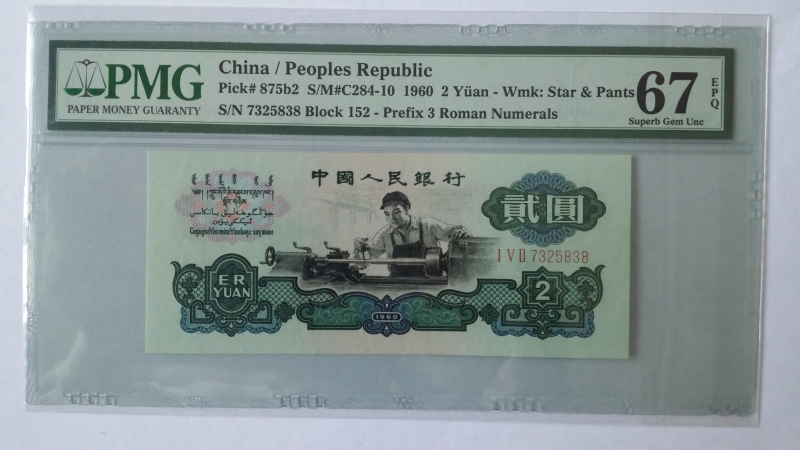 PMG
PAPER MONEY GUARANTY
China / Peoples Republic
Pick# 875b2 S/M#C284-10 1960 2 Yüan - Wmk: Star & Pants
S/N 7325838 Block 152 - Prefix 3 Roman Numerals
67
EPQ
Superb Gem Unc
中國人民銀行
貳圓
I V II 7325838
ER
YUAN
2
1960